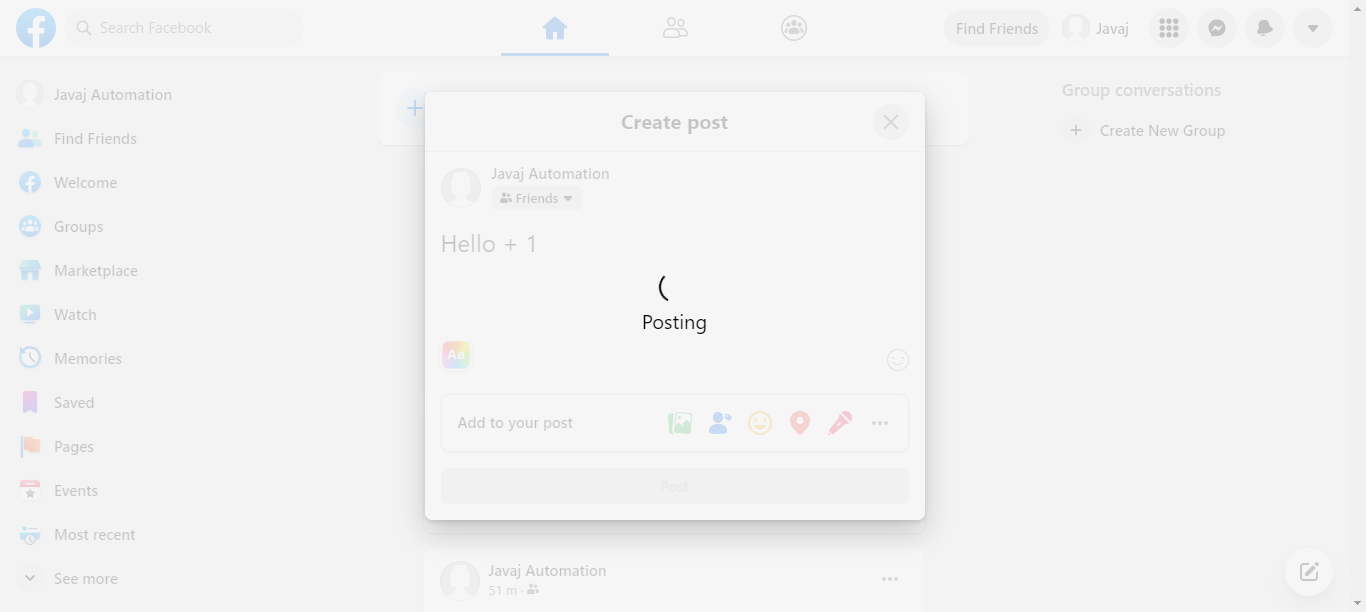 Search Facebook
Find Friends
Javaj
Javaj Automation
Find Friends
Welcome
Groups
Marketplace
Watch
Memories
Saved
Pages
Events
Most recent
See more
Create post
Javaj Automation
Friends
Hello + 1
Posting
Aa
Add to your post
Post
Javaj Automation
51 m ·
Group conversations
Create New Group